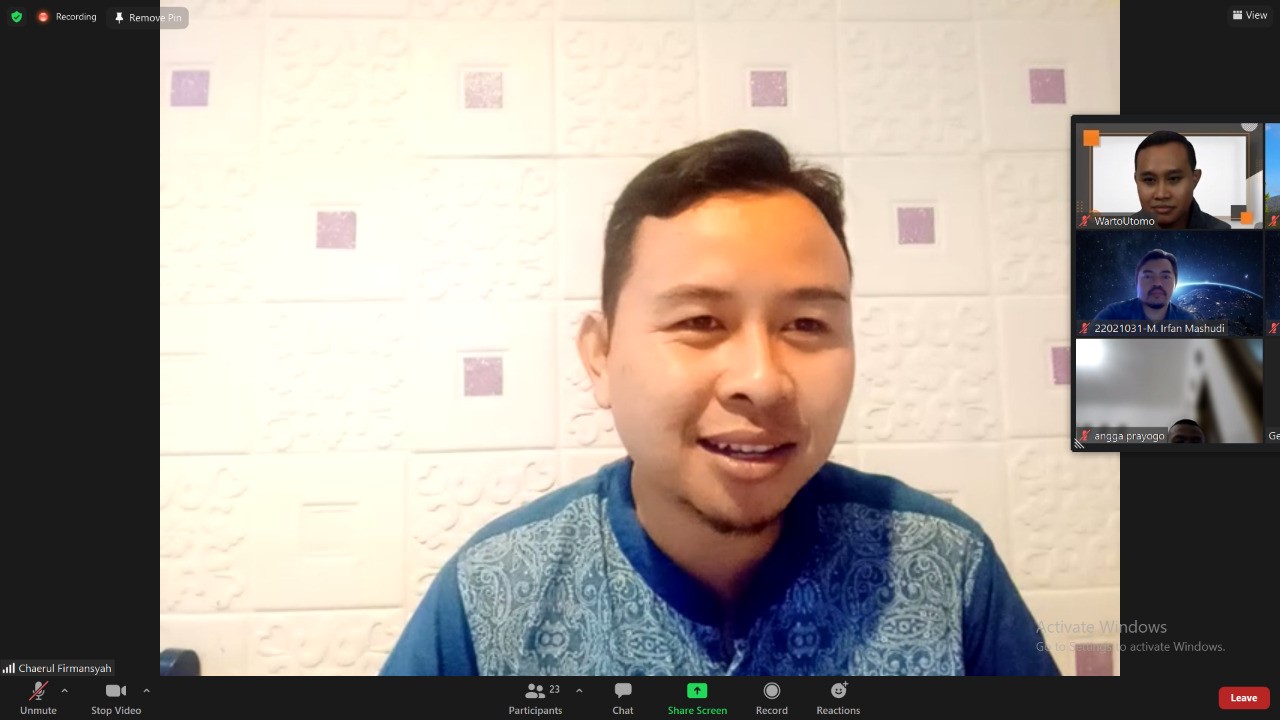 Recording
Remove Pin
View
WartoUtomo
22021031-M. Irfan Mashudi
angga prayogo
Ge
Activate Windows
Go to Settings to activate Windows.
Chaerul Firmansyah
Unmute
Stop Video
Participants
23
Chat
Share Screen
Record
Reactions
Leave